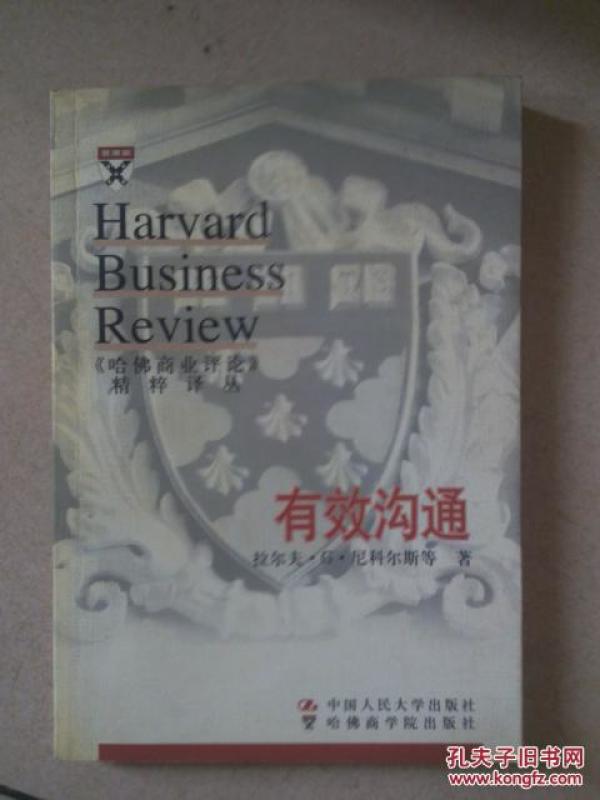 Harvard
Business
Review
《哈佛商业评论》
精粹译丛
有效沟通
拉尔夫·G·尼科尔斯等 著
中国人民大学出版社
哈佛商学院出版社
孔夫子旧书网
www.kongfz.com